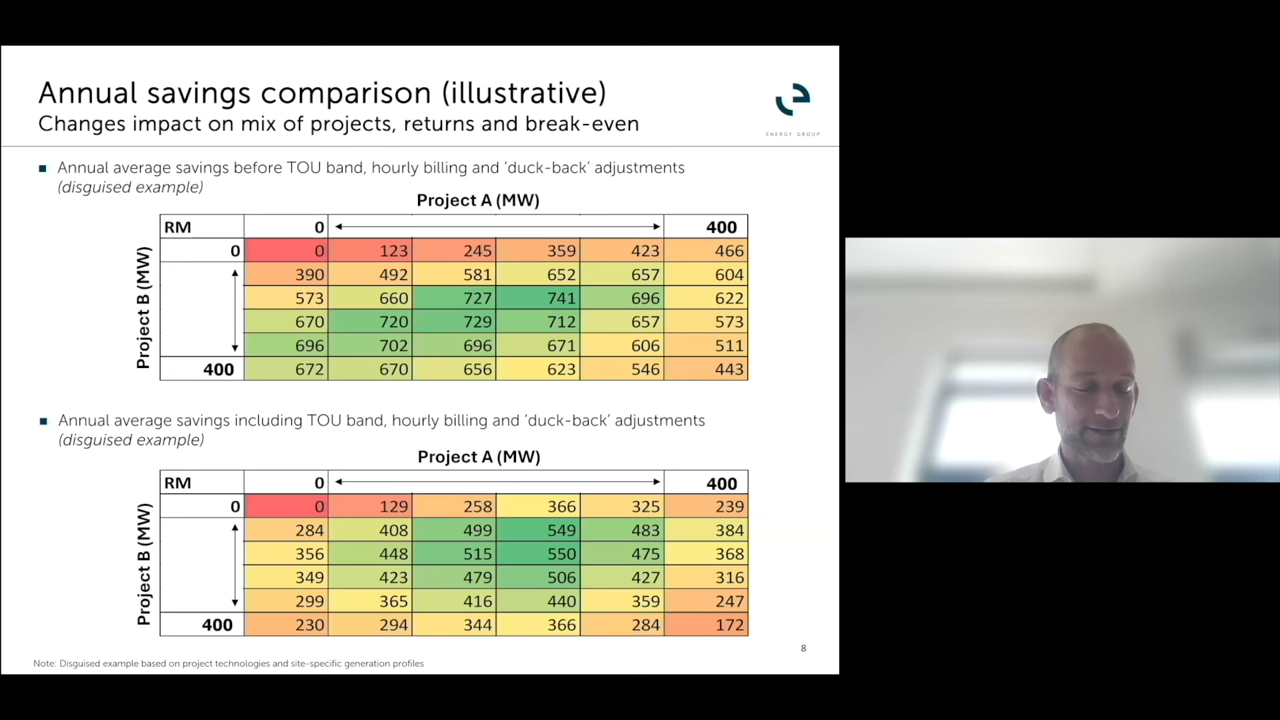 Annual savings comparison (illustrative)
Changes impact on mix of projects, returns and break-even
ENERGY GROUP
Annual average savings before TOU band, hourly billing and ‘duck-back’ adjustments
(disguised example)
Project A (MW)
Project B (MW)
RM 0 400
0 0 123 245 359 423 466
390 492 581 652 657 604
573 660 727 741 696 622
670 720 729 712 657 573
696 702 696 671 606 511
400 672 670 656 623 546 443
Annual average savings including TOU band, hourly billing and ‘duck-back’ adjustments
(disguised example)
Project A (MW)
Project B (MW)
RM 0 400
0 0 129 258 366 325 239
284 408 499 549 483 384
356 448 515 550 475 368
349 423 479 506 427 316
299 365 416 440 359 247
400 230 294 344 366 284 172
8
Note: Disguised example based on project technologies and site-specific generation profiles